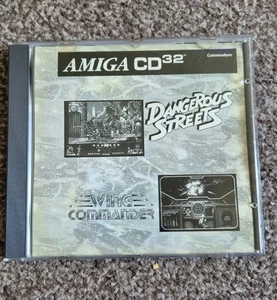 AMIGA CD³²
Commodore
DANGEROUS
STREETS
WING
COMMANDER